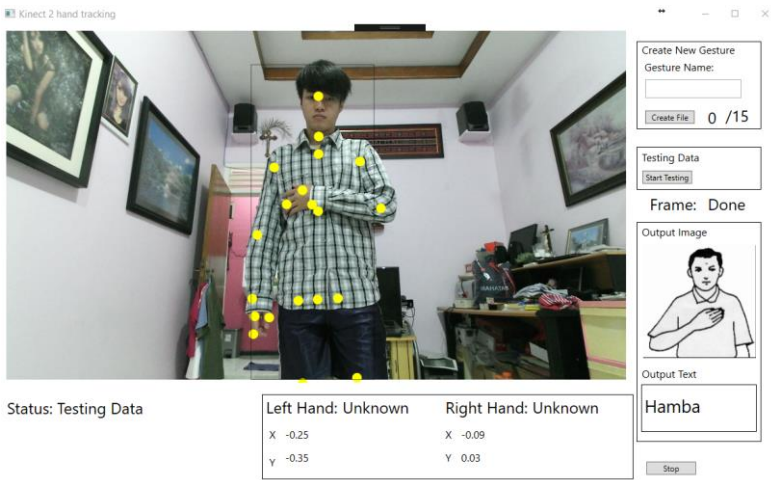 Kinect 2 hand tracking
Create New Gesture
Gesture Name:
Create File 0 /15
Testing Data
Start Testing
Frame: Done
Output Image
Output Text
Hamba
Status: Testing Data
Left Hand: Unknown
X -0.25
Y -0.35
Right Hand: Unknown
X -0.09
Y 0.03
Stop